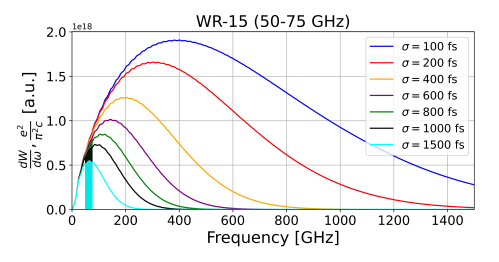 WR-15 (50-75 GHz)
1e18
2.0
1.5
1.0
0.5
0.0
dW/dω, e²/π²c [a.u.]
σ = 100 fs
σ = 200 fs
σ = 400 fs
σ = 600 fs
σ = 800 fs
σ = 1000 fs
σ = 1500 fs
0 200 400 600 800 1000 1200 1400
Frequency [GHz]